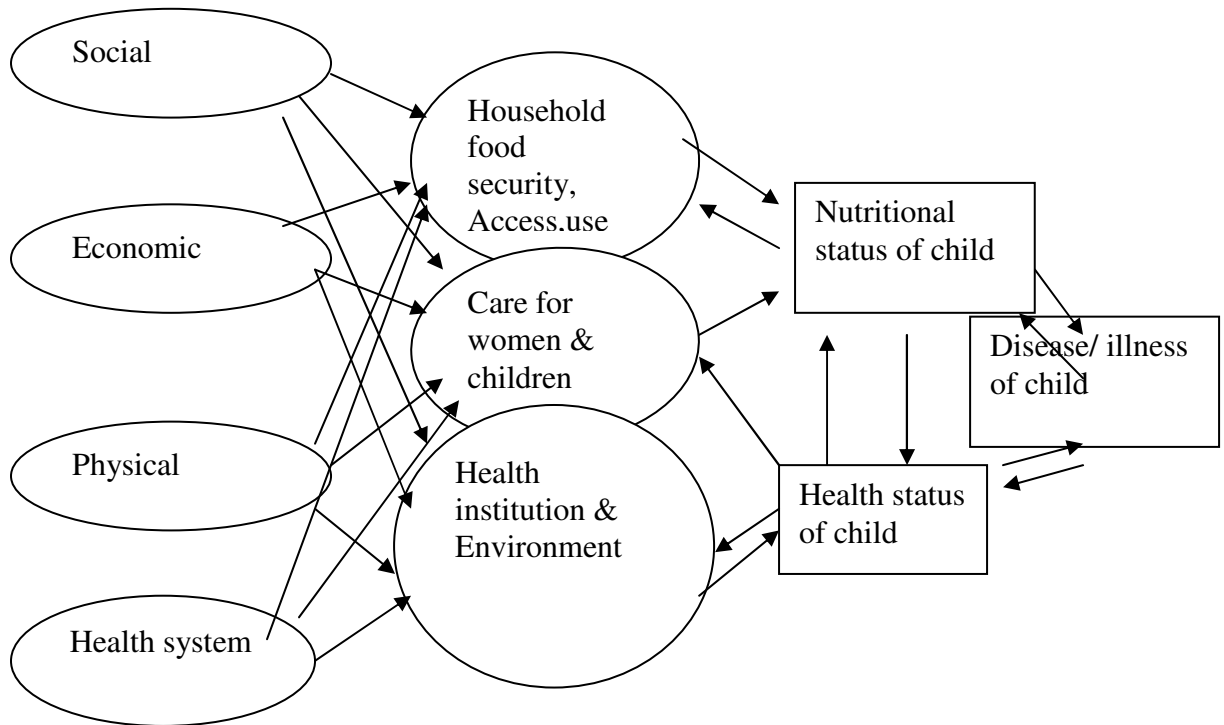 Social
Economic
Physical
Health system
Household
food
security,
Access.use
Care for
women &
children
Health
institution &
Environment
Nutritional
status of child
Disease/ illness
of child
Health status
of child